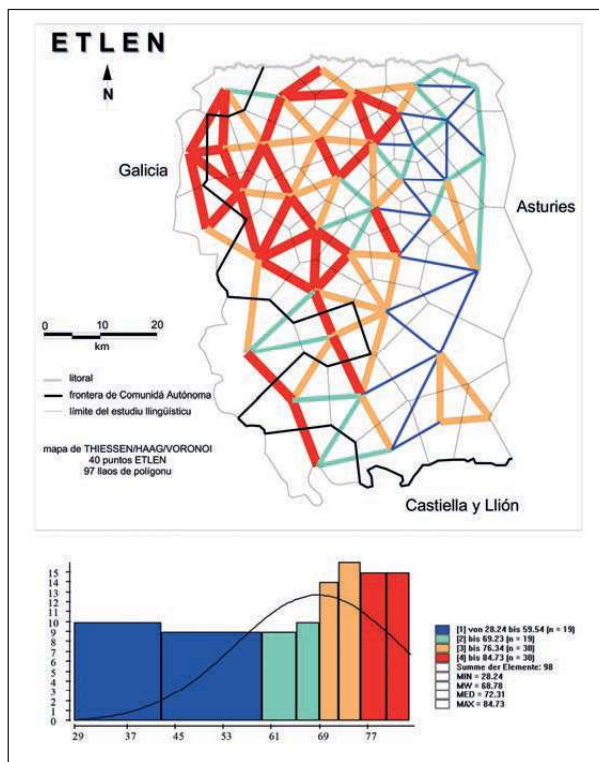 ETLEN
N
Galicia
Asturies
0 10 20
km
litoral
frontera de Comunidá Autónoma
límite del estudiu llingüísticu
mapa de THIESSEN/HAAG/VORONOI
40 puntos ETLEN
97 llaos de polígonu
Castiella y Llión
15
14
13
12
11
10
9
8
7
6
5
4
3
2
1
0
29 37 45 53 61 69 77
[1] von 28.24 bis 59.54 (n = 19)
[2] bis 69.23 (n = 19)
[3] bis 76.34 (n = 30)
[4] bis 84.73 (n = 30)
Summe der Elemente: 98
MIN = 28.24
MW = 68.78
MED = 72.31
MAX = 84.73